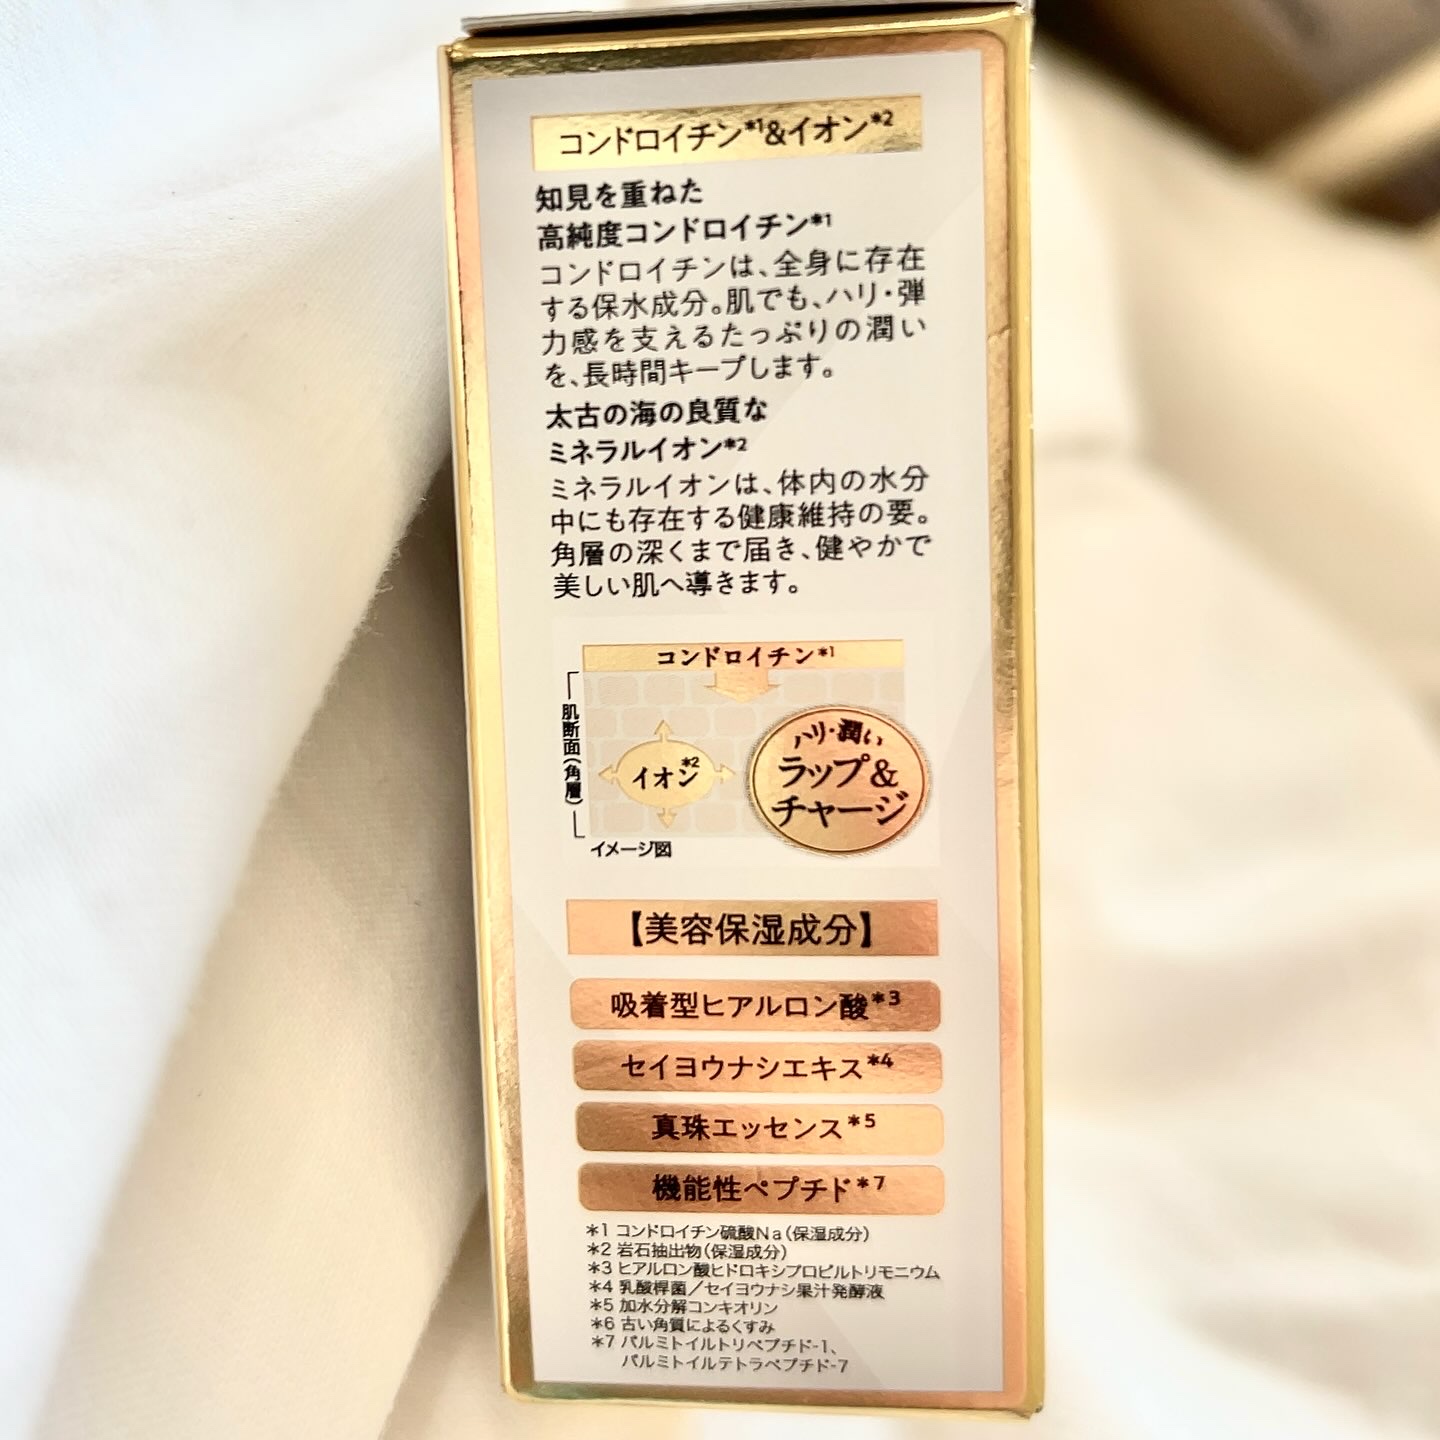 コンドロイチン*1&イオン*2
知見を重ねた
高純度コンドロイチン*1
コンドロイチンは、全身に存在
する保水成分。肌でも、ハリ・弾
力感を支えるたっぷりの潤い
を、長時間キープします。
太古の海の良質な
ミネラルイオン*2
ミネラルイオンは、体内の水分
中にも存在する健康維持の要。
角層の深くまで届き、健やかで
美しい肌へ導きます。
コンドロイチン*1
肌断面(角層)
イオン*2
ハリ・潤い
ラップ&
チャージ
イメージ図
【美容保湿成分】
吸着型ヒアルロン酸*3
セイヨウナシエキス*4
真珠エッセンス*5
機能性ペプチド*7
*1 コンドロイチン硫酸Na(保湿成分)
*2 岩石抽出物(保湿成分)
*3 ヒアルロン酸ヒドロキシプロピルトリモニウム
*4 乳酸桿菌/セイヨウナシ果汁発酵液
*5 加水分解コンキオリン
*6 古い角質によるくすみ
*7 パルミトイルトリペプチド-1、
パルミトイルテトラペプチド-7